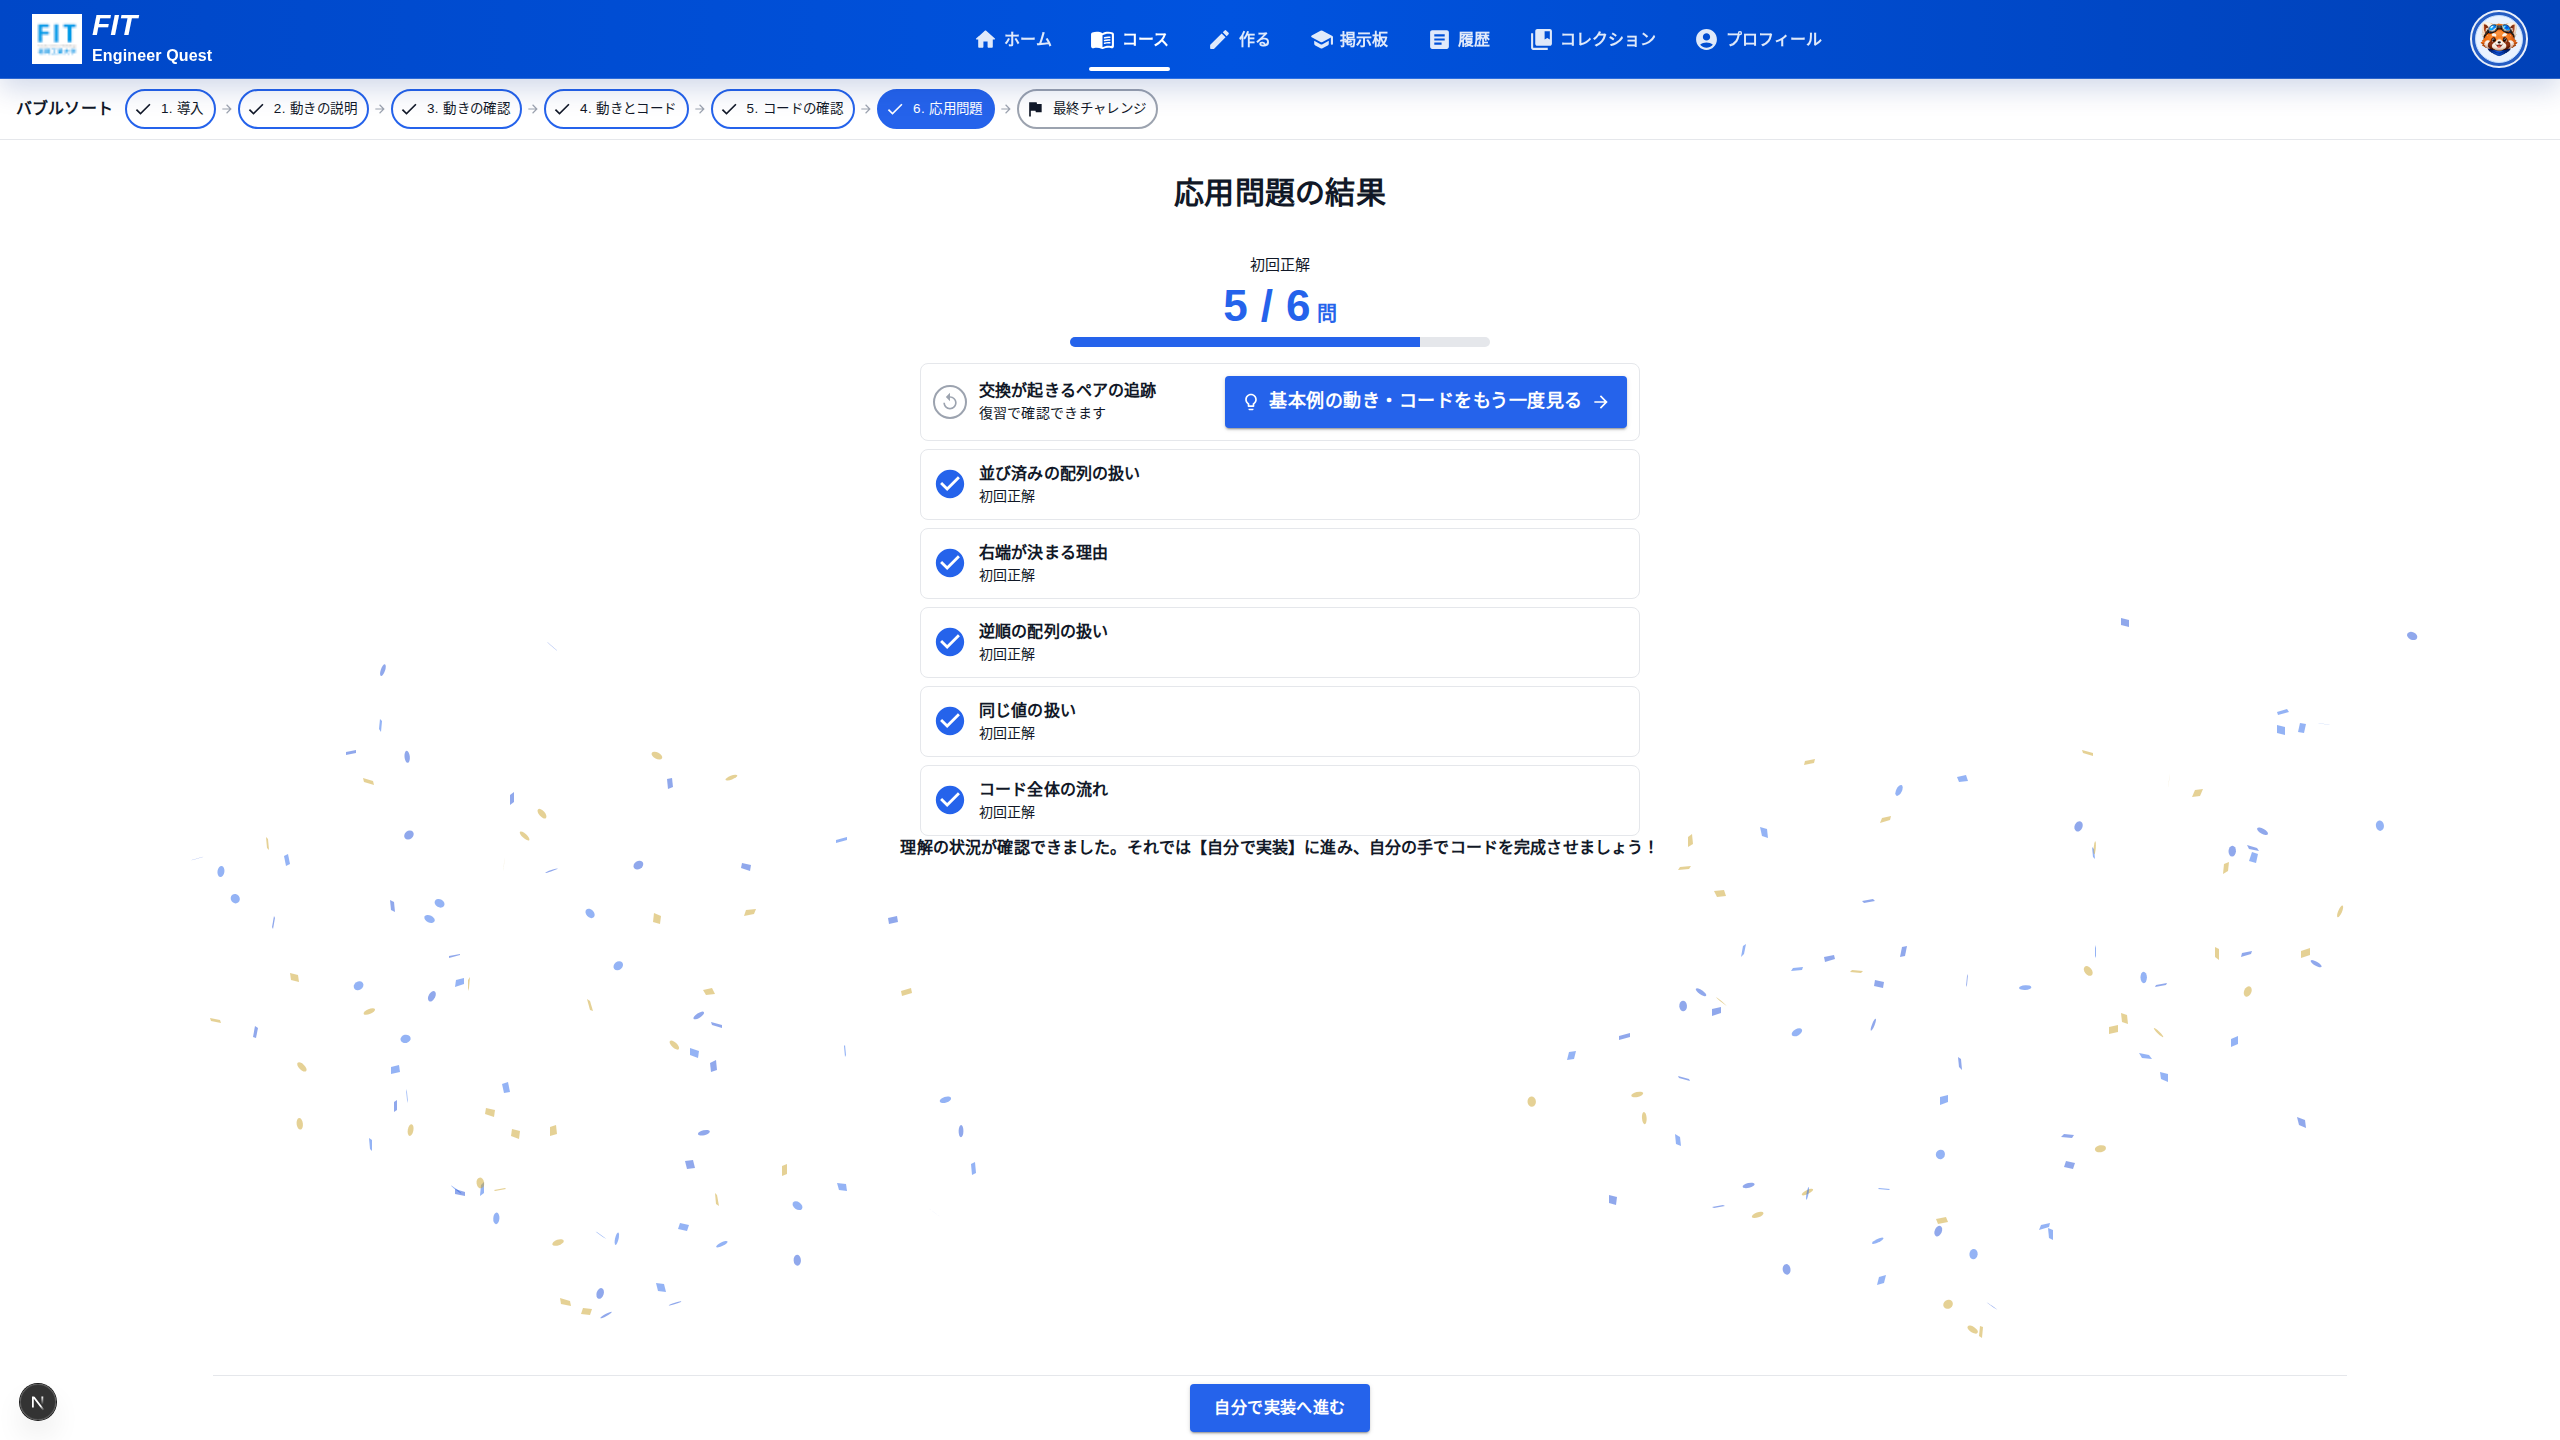 FIT
FIT
Engineer Quest
ホーム
コース
作る
掲示板
履歴
コレクション
プロフィール
バブルソート
1. 導入
2. 動きの説明
3. 動きの確認
4. 動きとコード
5. コードの確認
6. 応用問題
最終チャレンジ
応用問題の結果
初回正解
5 / 6 問
交換が起きるペアの追跡
復習で確認できます
基本例の動き・コードをもう一度見る
並び済みの配列の扱い
初回正解
右端が決まる理由
初回正解
逆順の配列の扱い
初回正解
同じ値の扱い
初回正解
コード全体の流れ
初回正解
理解の状況が確認できました。それでは【自分で実装】に進み、自分の手でコードを完成させましょう！
N
自分で実装へ進む